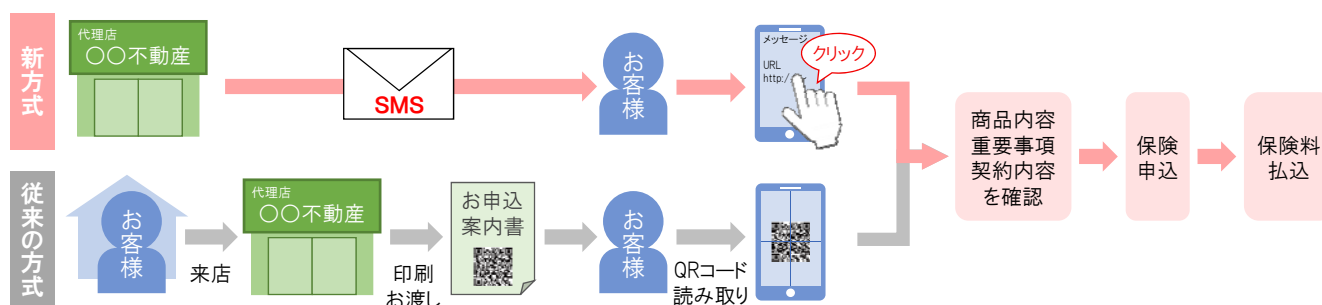 新方式
代理店
〇〇不動産
SMS
お客様
メッセージ
URL
http:/
クリック
従来の方式
お客様
来店
代理店
〇〇不動産
印刷
お渡し
お申込
案内書
お客様
QRコード
読み取り
商品内容
重要事項
契約内容
を確認
保険
申込
保険料
払込